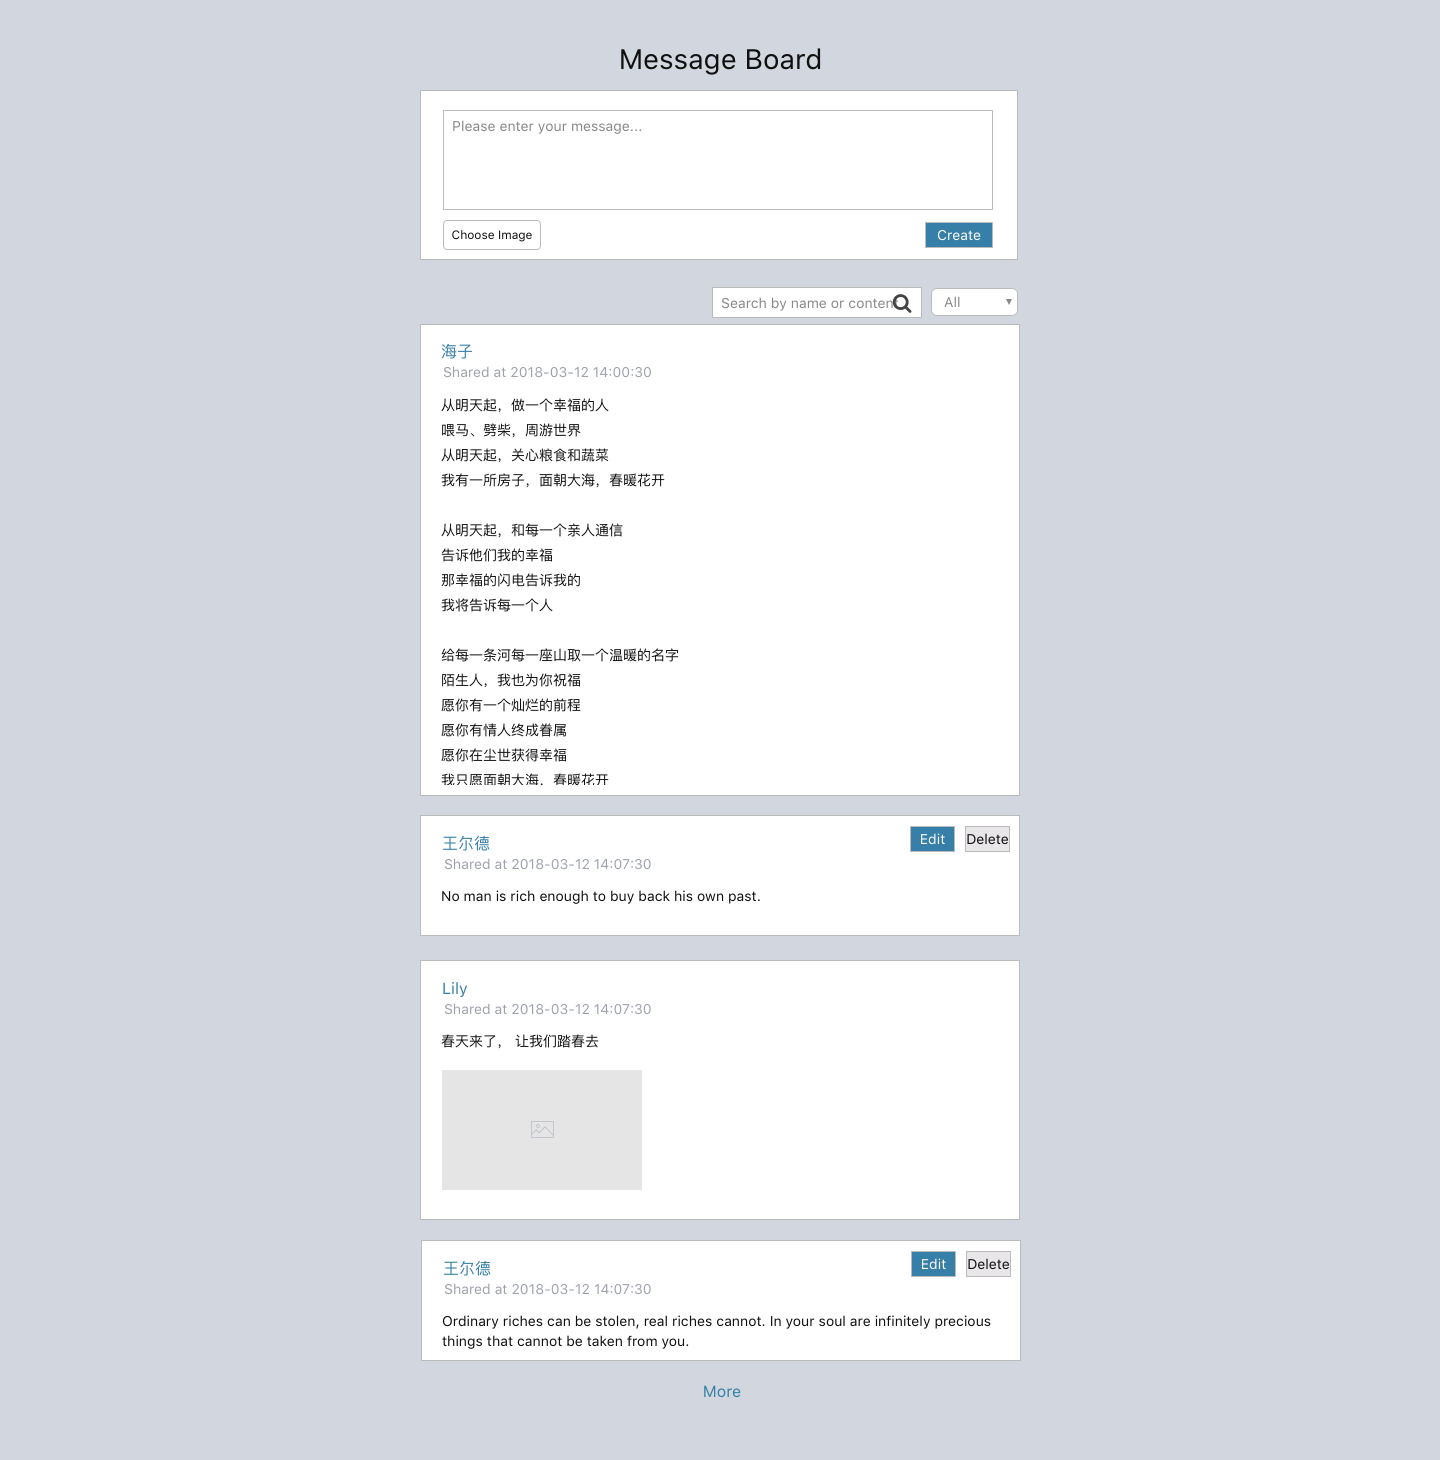 Message Board
Please enter your message...
Choose Image
Create
Search by name or conten
All
海子
Shared at 2018-03-12 14:00:30
从明天起，做一个幸福的人
喂马、劈柴，周游世界
从明天起，关心粮食和蔬菜
我有一所房子，面朝大海，春暖花开
从明天起，和每一个亲人通信
告诉他们我的幸福
那幸福的闪电告诉我的
我将告诉每一个人
给每一条河每一座山取一个温暖的名字
陌生人，我也为你祝福
愿你有一个灿烂的前程
愿你有情人终成眷属
愿你在尘世获得幸福
我只愿面朝大海，春暖花开
王尔德
Edit
Delete
Shared at 2018-03-12 14:07:30
No man is rich enough to buy back his own past.
Lily
Shared at 2018-03-12 14:07:30
春天来了， 让我们踏春去
王尔德
Edit
Delete
Shared at 2018-03-12 14:07:30
Ordinary riches can be stolen, real riches cannot. In your soul are infinitely precious
things that cannot be taken from you.
More